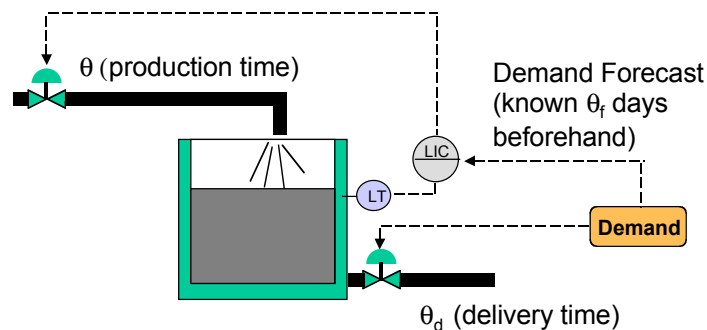 θ (production time)
Demand Forecast
(known θf days
beforehand)
LIC
LT
Demand
θd (delivery time)